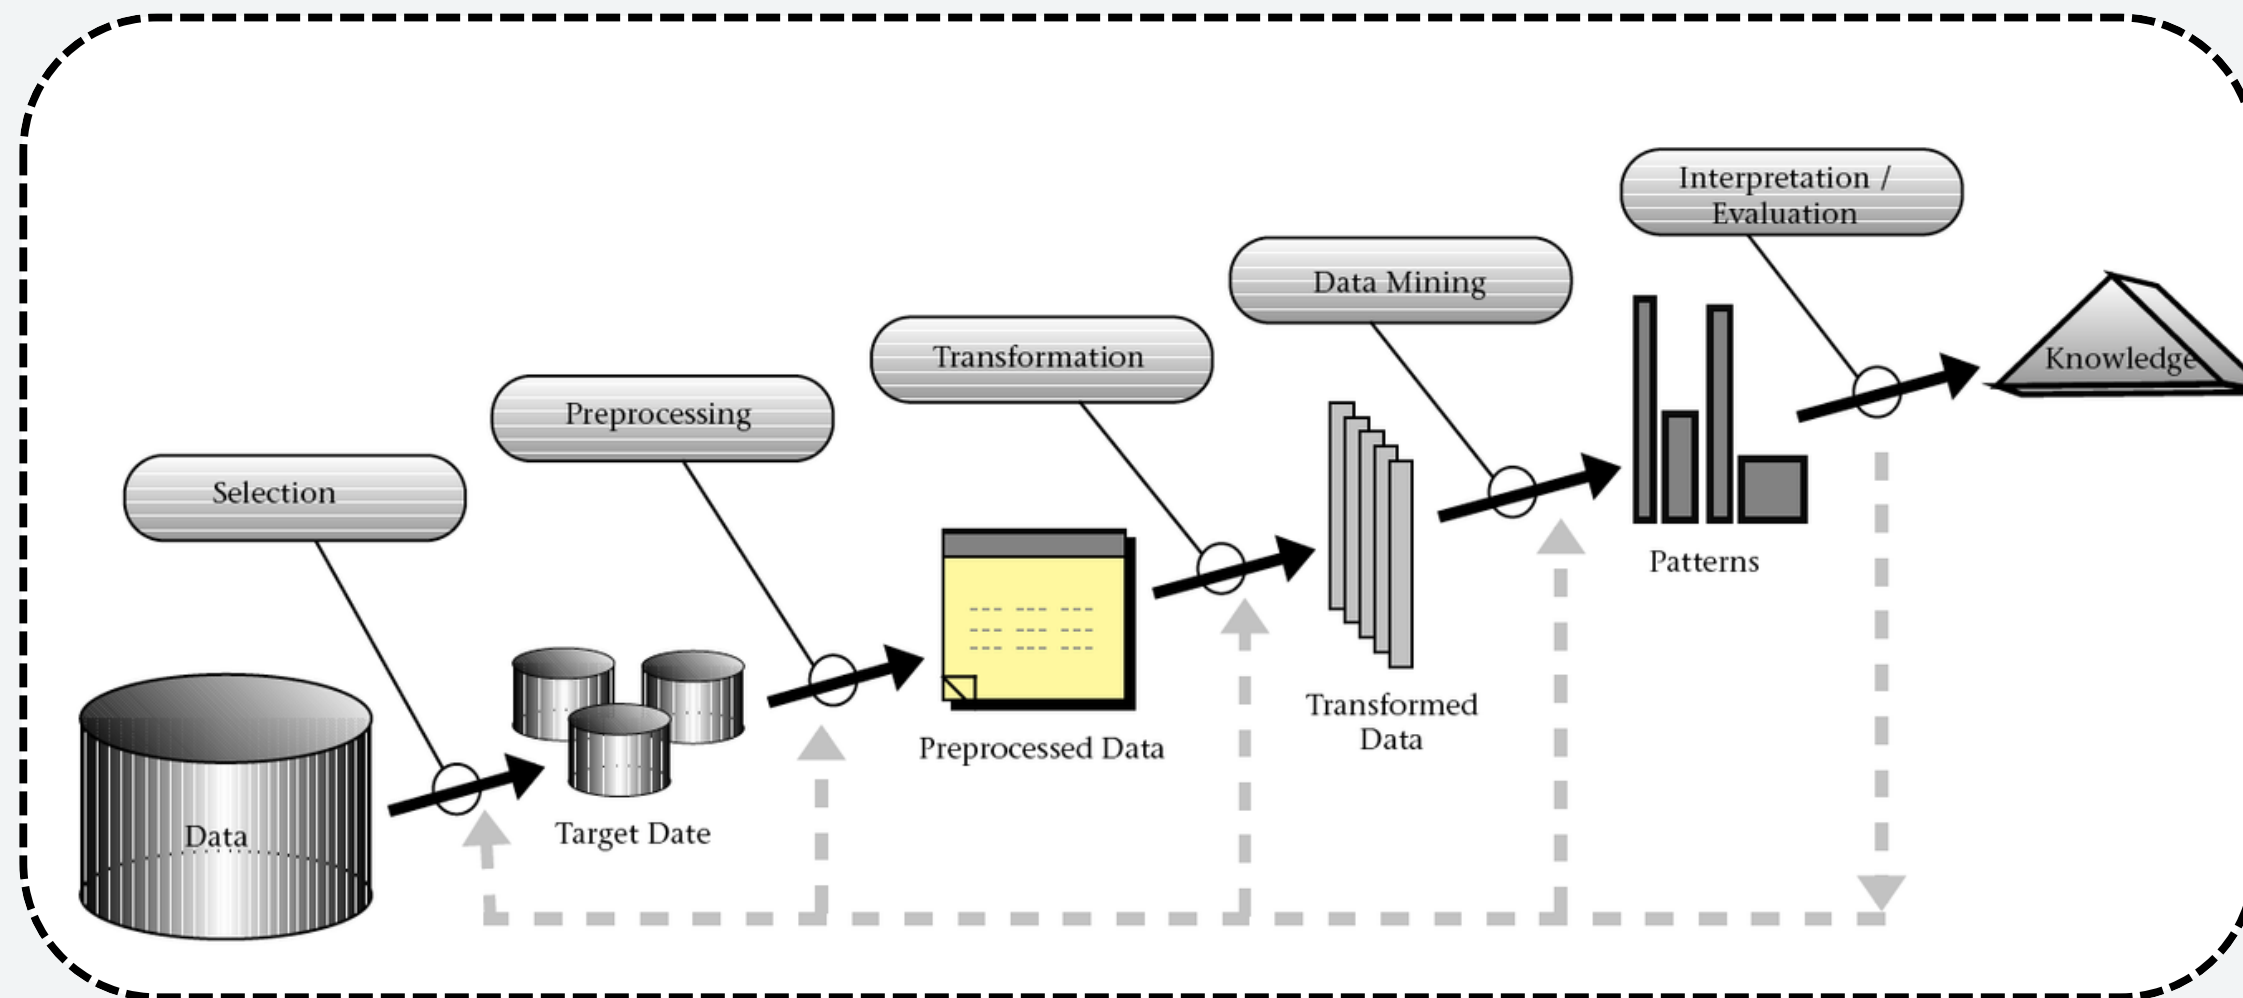 Interpretation /
Evaluation
Data Mining
Transformation
Knowledge
Preprocessing
Selection
Patterns
Transformed
Data
Preprocessed Data
Target Date
Data